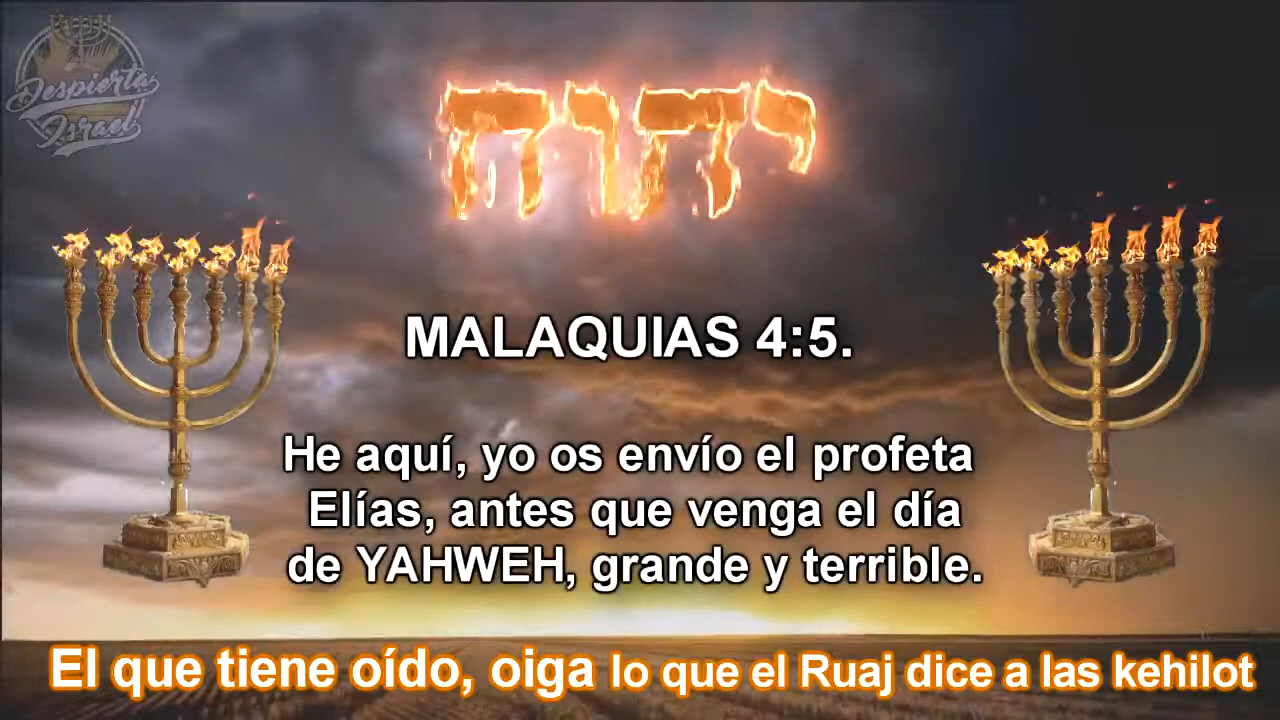 Despierta
Israel
יהוה
MALAQUIAS 4:5.
He aquí, yo os envío el profeta
Elías, antes que venga el día
de YAHWEH, grande y terrible.
El que tiene oído, oiga lo que el Ruaj dice a las kehilot